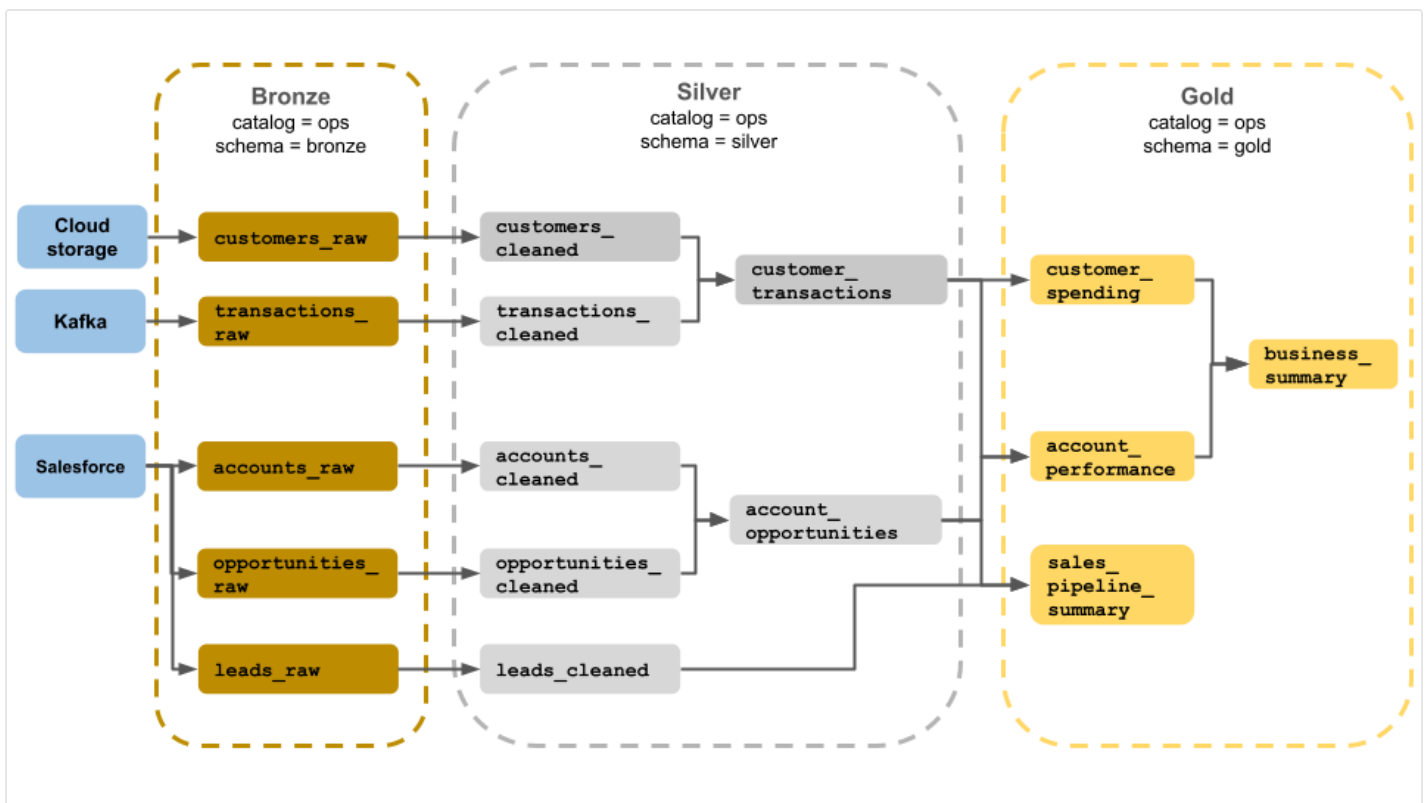 Bronze
catalog = ops
schema = bronze
Silver
catalog = ops
schema = silver
Gold
catalog = ops
schema = gold
Cloud
storage
customers_raw
customers_
cleaned
customer_
transactions
customer_
spending
Kafka
transactions_
raw
transactions_
cleaned
business_
summary
Salesforce
accounts_raw
accounts_
cleaned
account_
opportunities
account_
performance
opportunities_
raw
opportunities_
cleaned
sales_
pipeline_
summary
leads_raw
leads_cleaned